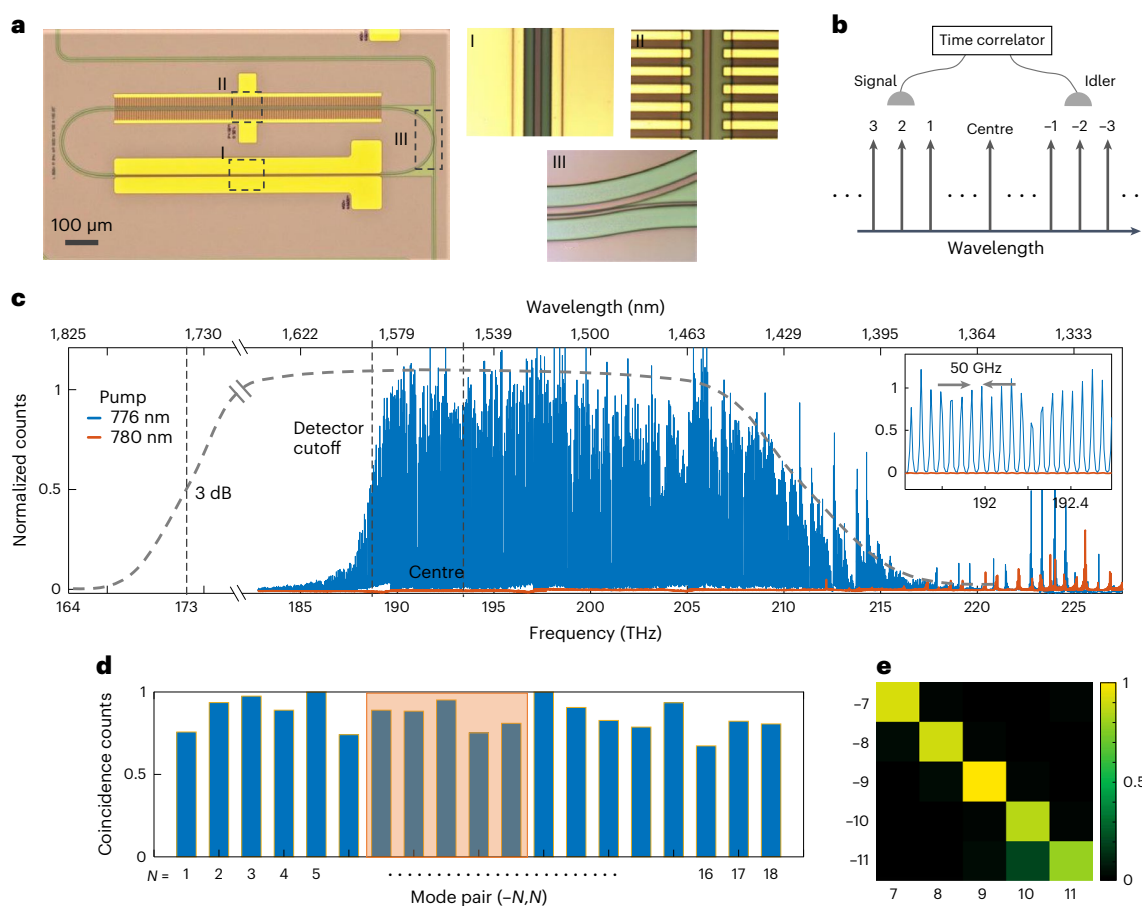 a
II
III
I
100 μm
I
II
III
b
Time correlator
Signal
Idler
3 2 1 Centre −1 −2 −3
Wavelength
c
Wavelength (nm)
1,825 1,730 1,622 1,579 1,539 1,500 1,463 1,429 1,395 1,364 1,333
Normalized counts
1
0.5
0
Pump
776 nm
780 nm
3 dB
Detector
cutoff
Centre
50 GHz
1
0.5
0
192 192.4
164 173 185 190 195 200 205 210 215 220 225
Frequency (THz)
d
Coincidence counts
1
0.5
0
N = 1 2 3 4 5 16 17 18
Mode pair (−N,N)
e
−7
−8
−9
−10
−11
7 8 9 10 11
1
0.5
0